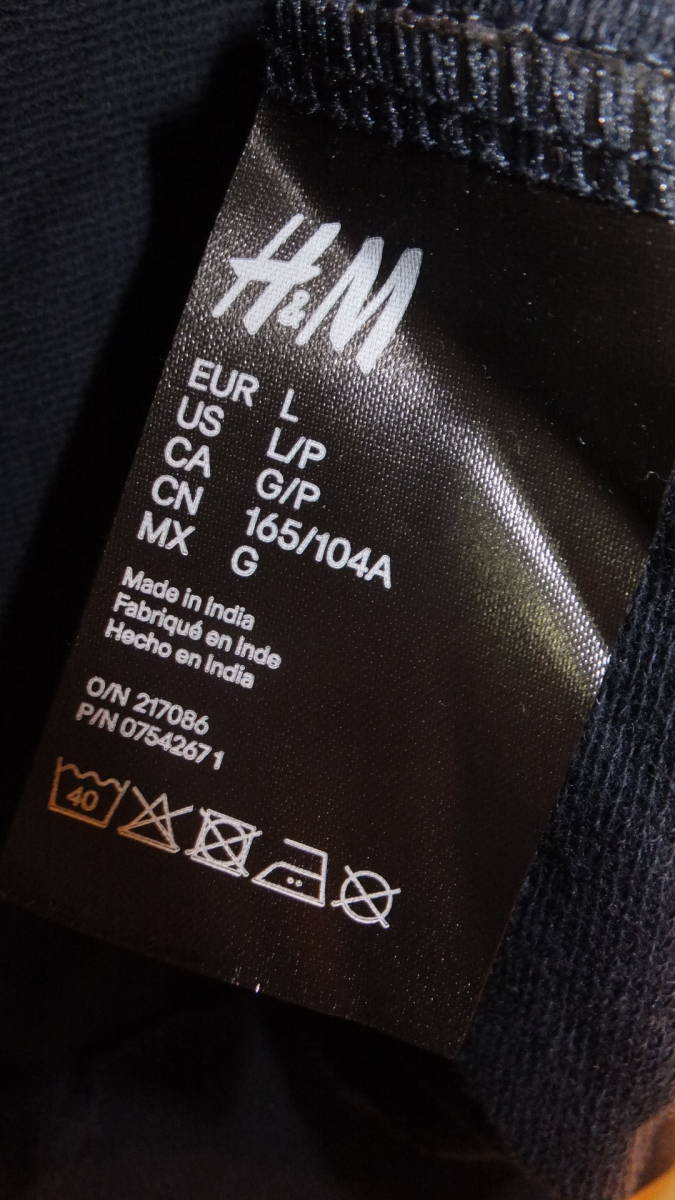 H&M
EUR L
US L/P
CA G/P
CN 165/104A
MX G
Made in India
Fabriqué en Inde
Hecho en India
O/N 217086
P/N 0754267 1
40